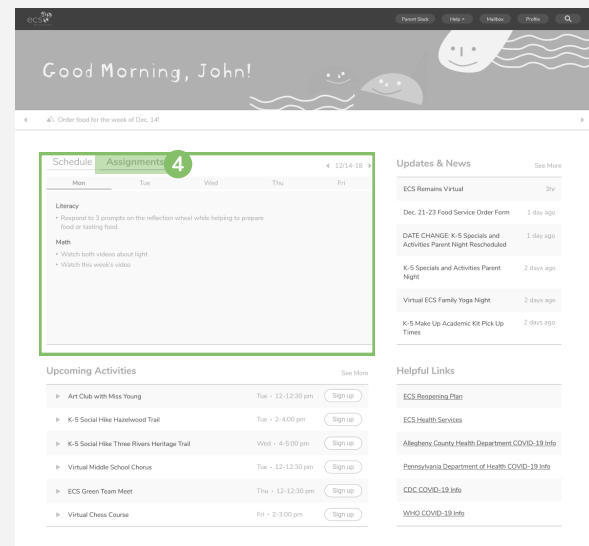 ecs
Parent Slack
Help
Mailbox
Profile
Good Morning, John!
Order food for the week of Dec. 14!
Schedule
Assignments
4
12/14-18
Mon
Tue
Wed
Thu
Fri
Literacy
• Respond to 3 prompts on the reflection wheel while helping to prepare
food or tasting food.
Math
• Watch both videos about light
• Watch this week's video
Updates & News
See More
ECS Remains Virtual
3hr
Dec. 21-23 Food Service Order Form
1 day ago
DATE CHANGE: K-5 Specials and
Activities Parent Night Rescheduled
1 day ago
K-5 Specials and Activities Parent
Night
2 days ago
Virtual ECS Family Yoga Night
2 days ago
K-5 Make Up Academic Kit Pick Up
Times
2 days ago
Upcoming Activities
See More
Art Club with Miss Young
Tue • 12-12:30 pm
Sign up
K-5 Social Hike Hazelwood Trail
Tue • 2-4:00 pm
Sign up
K-5 Social Hike Three Rivers Heritage Trail
Wed • 4-5:00 pm
Sign up
Virtual Middle School Chorus
Tue • 12-12:30 pm
Sign up
ECS Green Team Meet
Thu • 12-12:30 pm
Sign up
Virtual Chess Course
Fri • 2-3:00 pm
Sign up
Helpful Links
ECS Reopening Plan
ECS Health Services
Allegheny County Health Department COVID-19 Info
Pennsylvania Department of Health COVID-19 Info
CDC COVID-19 Info
WHO COVID-19 Info